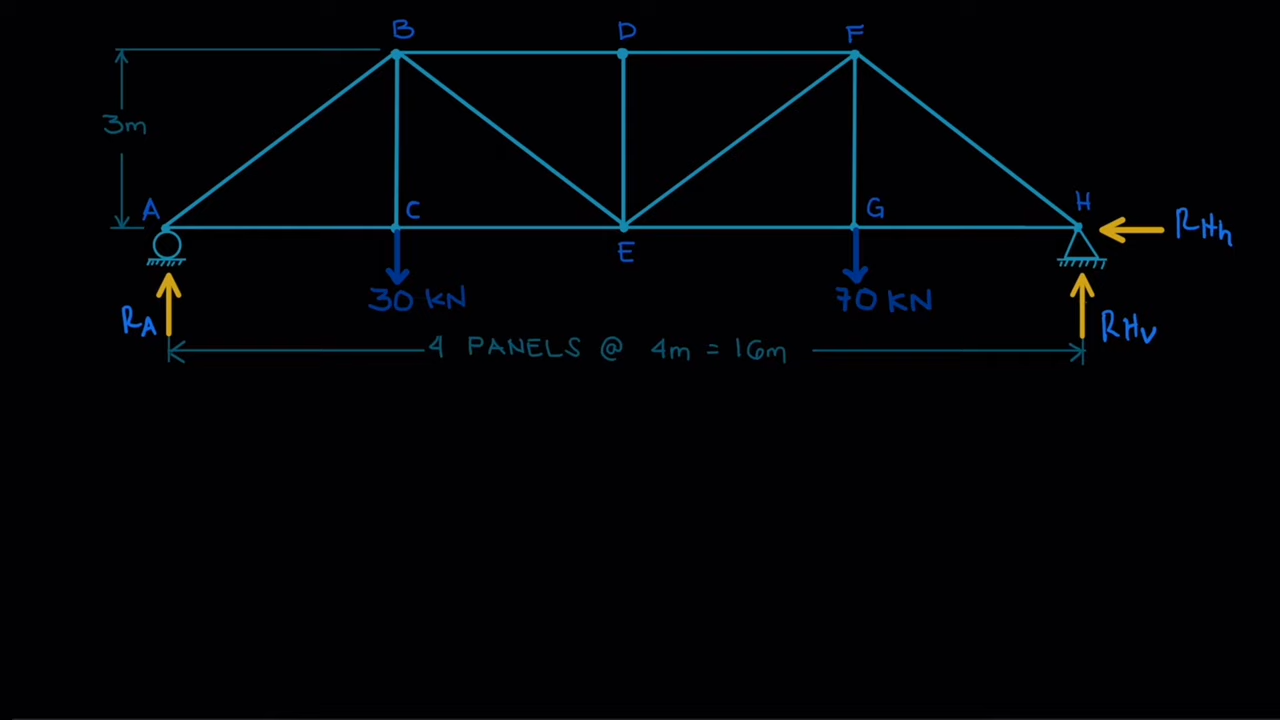 B D F
3m
A C G H
RHh
E
30 KN 70 KN
RA RHv
4 PANELS @ 4m = 16m